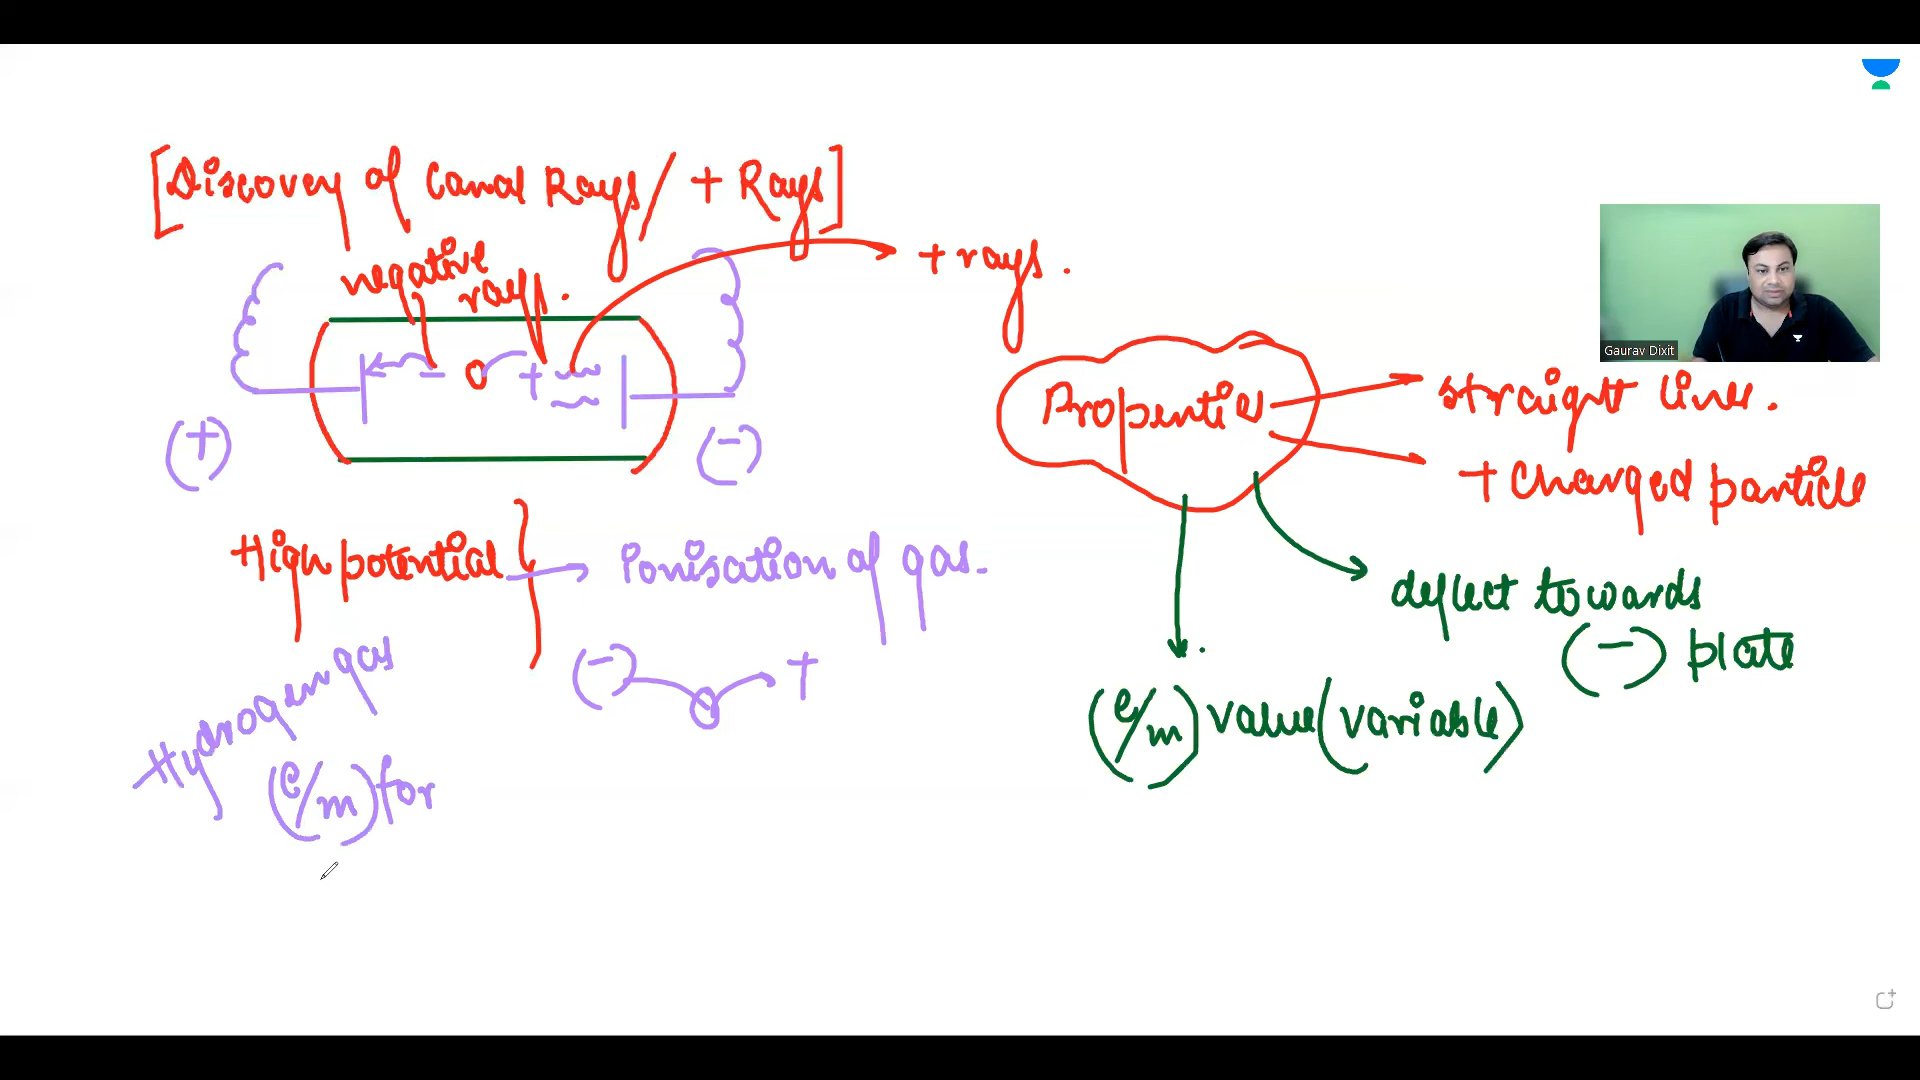 [Discovery of Canal Rays / + Rays]
negative
rays.
+ rays.
- +
(+)
(-)
High potential
ionisation of gas.
(-) +
Hydrogen gas
(e/m) for
Properties
straight lines.
+ Charged particle
deflect towards
(-) plate
(e/m) value (variable)
Gaurav Dixit